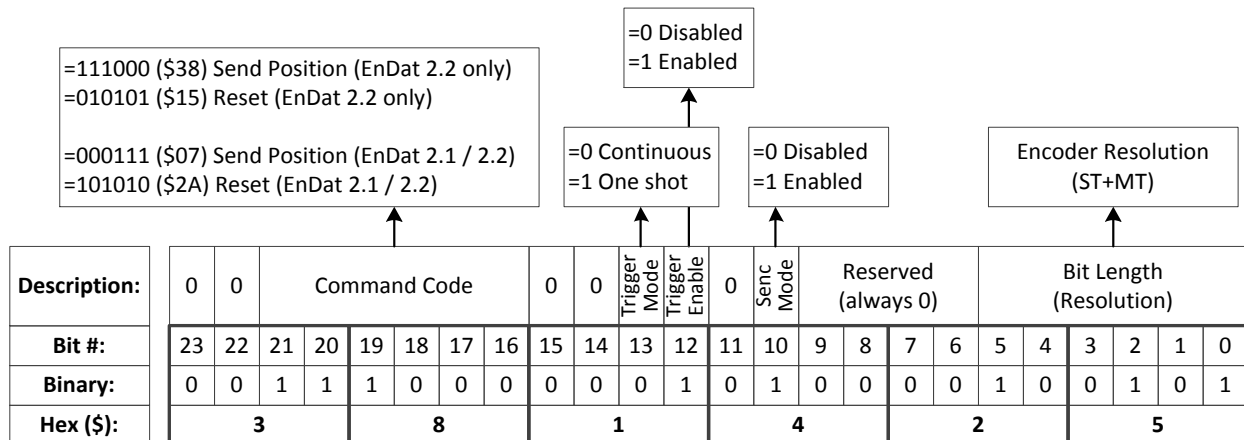 =0 Disabled
=1 Enabled
=111000 ($38) Send Position (EnDat 2.2 only)
=010101 ($15) Reset (EnDat 2.2 only)
=000111 ($07) Send Position (EnDat 2.1 / 2.2)
=101010 ($2A) Reset (EnDat 2.1 / 2.2)
=0 Continuous
=1 One shot
=0 Disabled
=1 Enabled
Encoder Resolution
(ST+MT)
Description: 0 0 Command Code 0 0 Trigger Mode Trigger Enable 0 Senc Mode Reserved (always 0) Bit Length (Resolution)
Bit #: 23 22 21 20 19 18 17 16 15 14 13 12 11 10 9 8 7 6 5 4 3 2 1 0
Binary: 0 0 1 1 1 0 0 0 0 0 0 1 0 1 0 0 0 0 1 0 0 1 0 1
Hex ($): 3 8 1 4 2 5